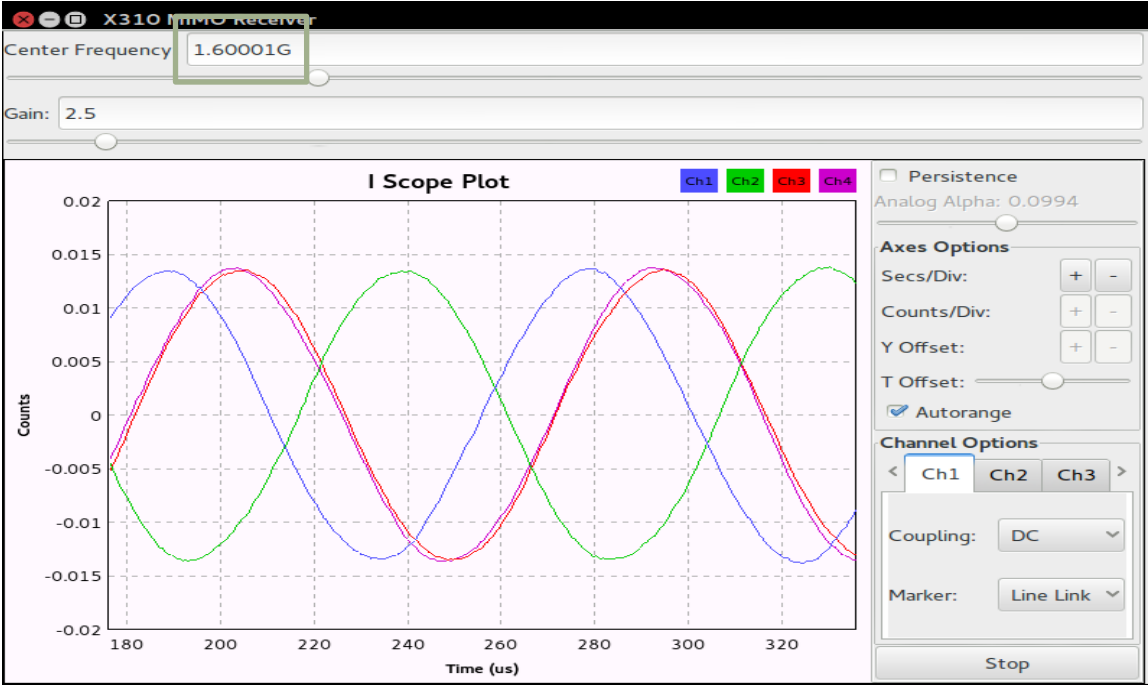 X310 MIMO Receiver
Center Frequency 1.60001G
Gain: 2.5
I Scope Plot
Ch1 Ch2 Ch3 Ch4
0.02
0.015
0.01
0.005
0
-0.005
-0.01
-0.015
-0.02
Counts
180 200 220 240 260 280 300 320
Time (us)
Persistence
Analog Alpha: 0.0994
Axes Options
Secs/Div: + -
Counts/Div: + -
Y Offset: + -
T Offset:
Autorange
Channel Options
< Ch1 Ch2 Ch3 >
Coupling: DC
Marker: Line Link
Stop